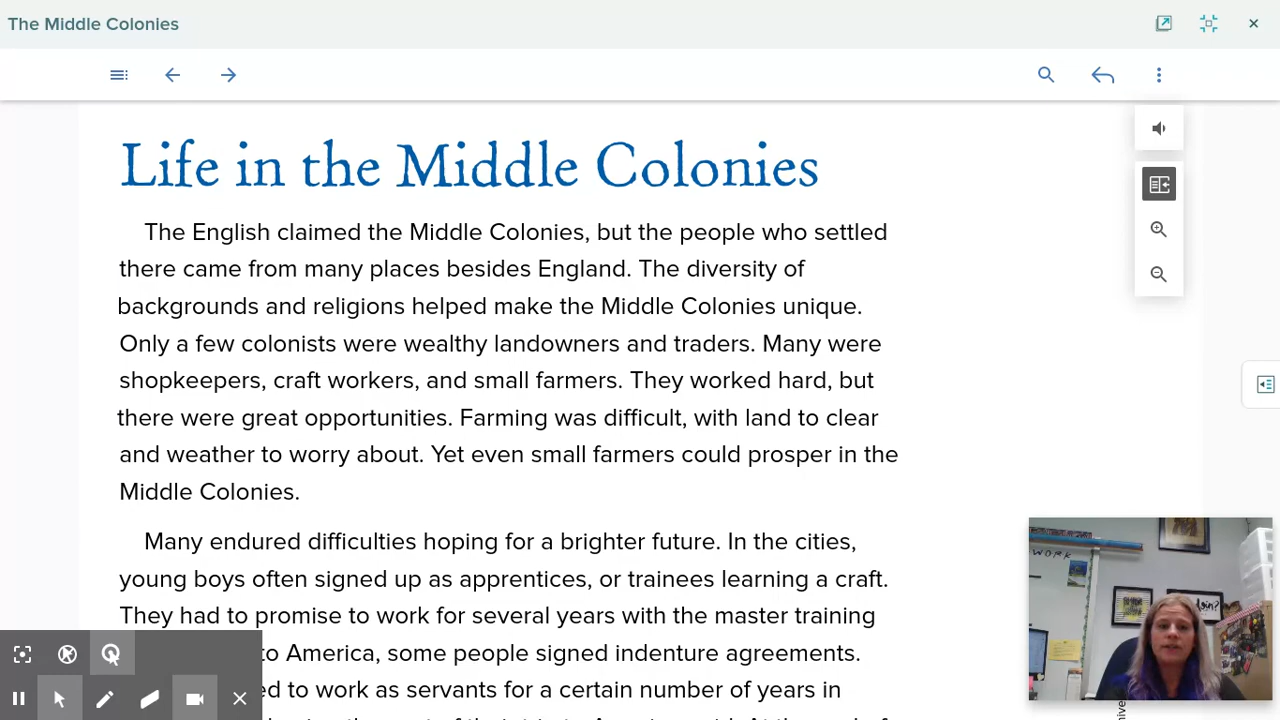 The Middle Colonies
Life in the Middle Colonies
The English claimed the Middle Colonies, but the people who settled
there came from many places besides England. The diversity of
backgrounds and religions helped make the Middle Colonies unique.
Only a few colonists were wealthy landowners and traders. Many were
shopkeepers, craft workers, and small farmers. They worked hard, but
there were great opportunities. Farming was difficult, with land to clear
and weather to worry about. Yet even small farmers could prosper in the
Middle Colonies.
Many endured difficulties hoping for a brighter future. In the cities,
young boys often signed up as apprentices, or trainees learning a craft.
They had to promise to work for several years with the master training
to America, some people signed indenture agreements.
ed to work as servants for a certain number of years in
WORK